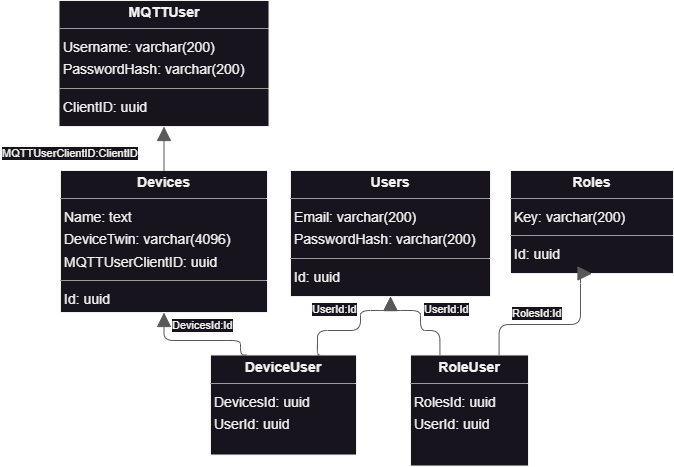 MQTTUser
Username: varchar(200)
PasswordHash: varchar(200)
ClientID: uuid
MQTTUserClientID:ClientID
Devices
Name: text
DeviceTwin: varchar(4096)
MQTTUserClientID: uuid
Id: uuid
Users
Email: varchar(200)
PasswordHash: varchar(200)
Id: uuid
Roles
Key: varchar(200)
Id: uuid
DevicesId:Id
UserId:Id
UserId:Id
RolesId:Id
DeviceUser
DevicesId: uuid
UserId: uuid
RoleUser
RolesId: uuid
UserId: uuid